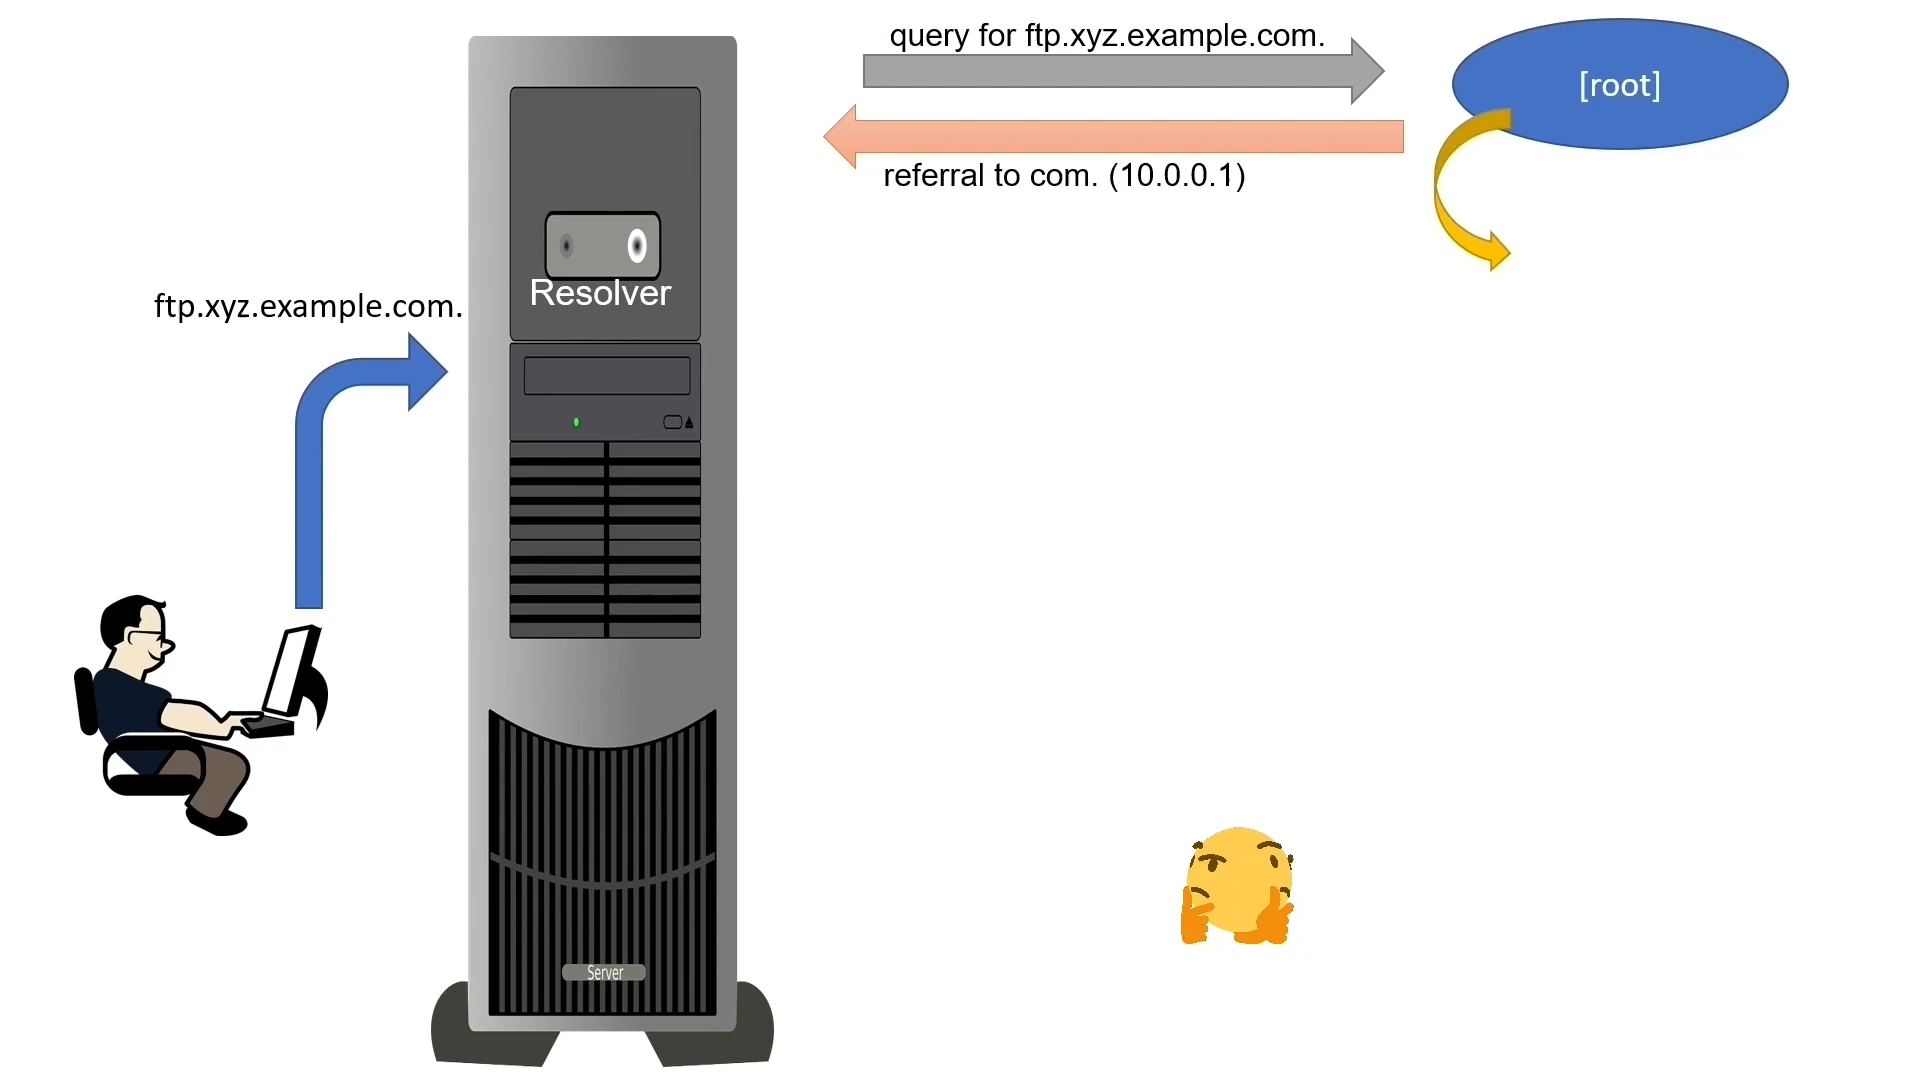 query for ftp.xyz.example.com.
[root]
referral to com. (10.0.0.1)
Resolver
ftp.xyz.example.com.
Server